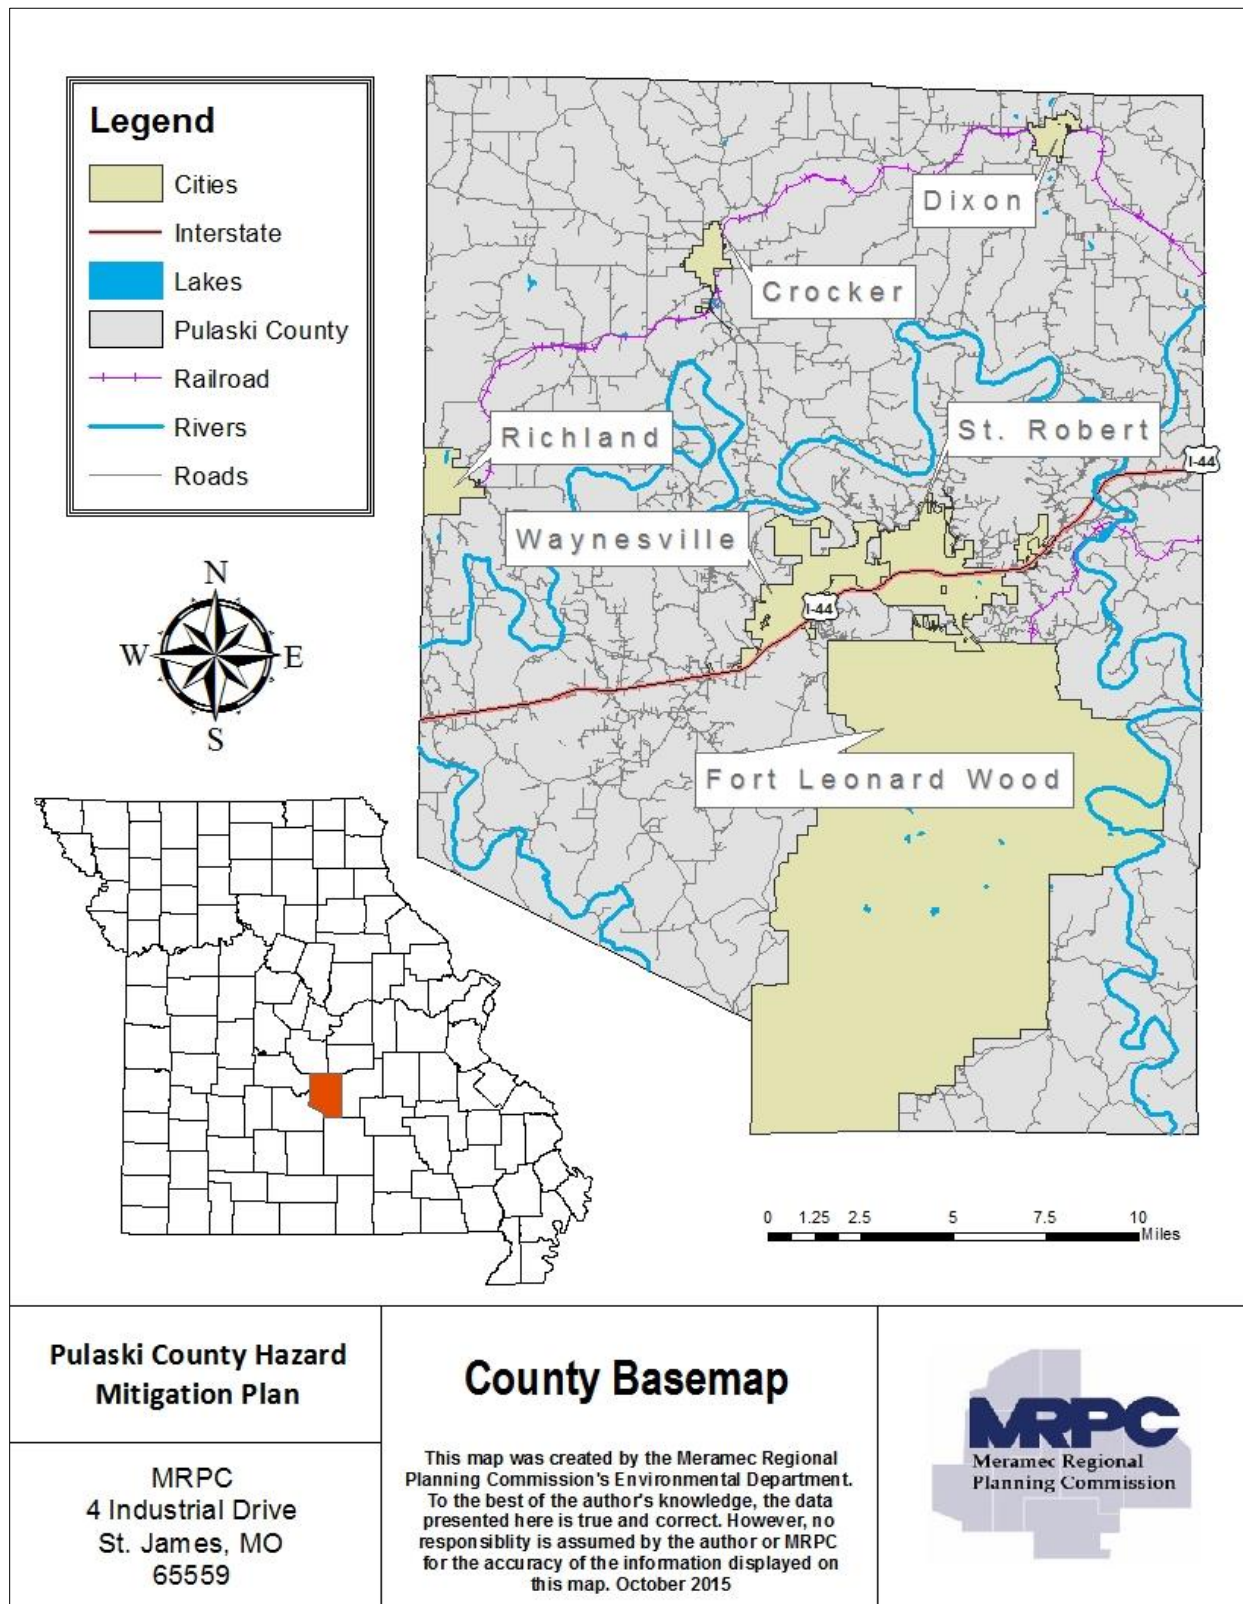 Legend
Cities
Interstate
Lakes
Pulaski County
Railroad
Rivers
Roads
Dixon
Crocker
Richland
St. Robert
I-44
Waynesville
I-44
Fort Leonard Wood
N
W E
S
0 1.25 2.5 5 7.5 10
Miles
Pulaski County Hazard
Mitigation Plan
MRPC
4 Industrial Drive
St. James, MO
65559
County Basemap
This map was created by the Meramec Regional
Planning Commission's Environmental Department.
To the best of the author's knowledge, the data
presented here is true and correct. However, no
responsiblity is assumed by the author or MRPC
for the accuracy of the information displayed on
this map. October 2015
MRPC
Meramec Regional
Planning Commission